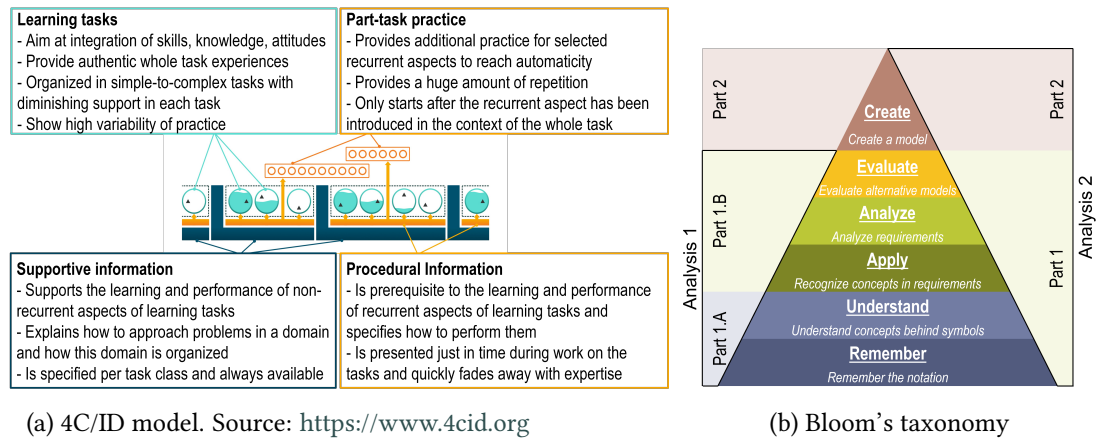 Learning tasks
- Aim at integration of skills, knowledge, attitudes
- Provide authentic whole task experiences
- Organized in simple-to-complex tasks with
diminishing support in each task
- Show high variability of practice
Part-task practice
- Provides additional practice for selected
recurrent aspects to reach automaticity
- Provides a huge amount of repetition
- Only starts after the recurrent aspect has been
introduced in the context of the whole task
Supportive information
- Supports the learning and performance of non-
recurrent aspects of learning tasks
- Explains how to approach problems in a domain
and how this domain is organized
- Is specified per task class and always available
Procedural Information
- Is prerequisite to the learning and performance
of recurrent aspects of learning tasks and
specifies how to perform them
- Is presented just in time during work on the
tasks and quickly fades away with expertise
(a) 4C/ID model. Source: https://www.4cid.org
Analysis 1
Part 2
Part 1.B
Part 1.A
Create
Create a model
Evaluate
Evaluate alternative models
Analyze
Analyze requirements
Apply
Recognize concepts in requirements
Understand
Understand concepts behind symbols
Remember
Remember the notation
Part 2
Part 1
Analysis 2
(b) Bloom's taxonomy